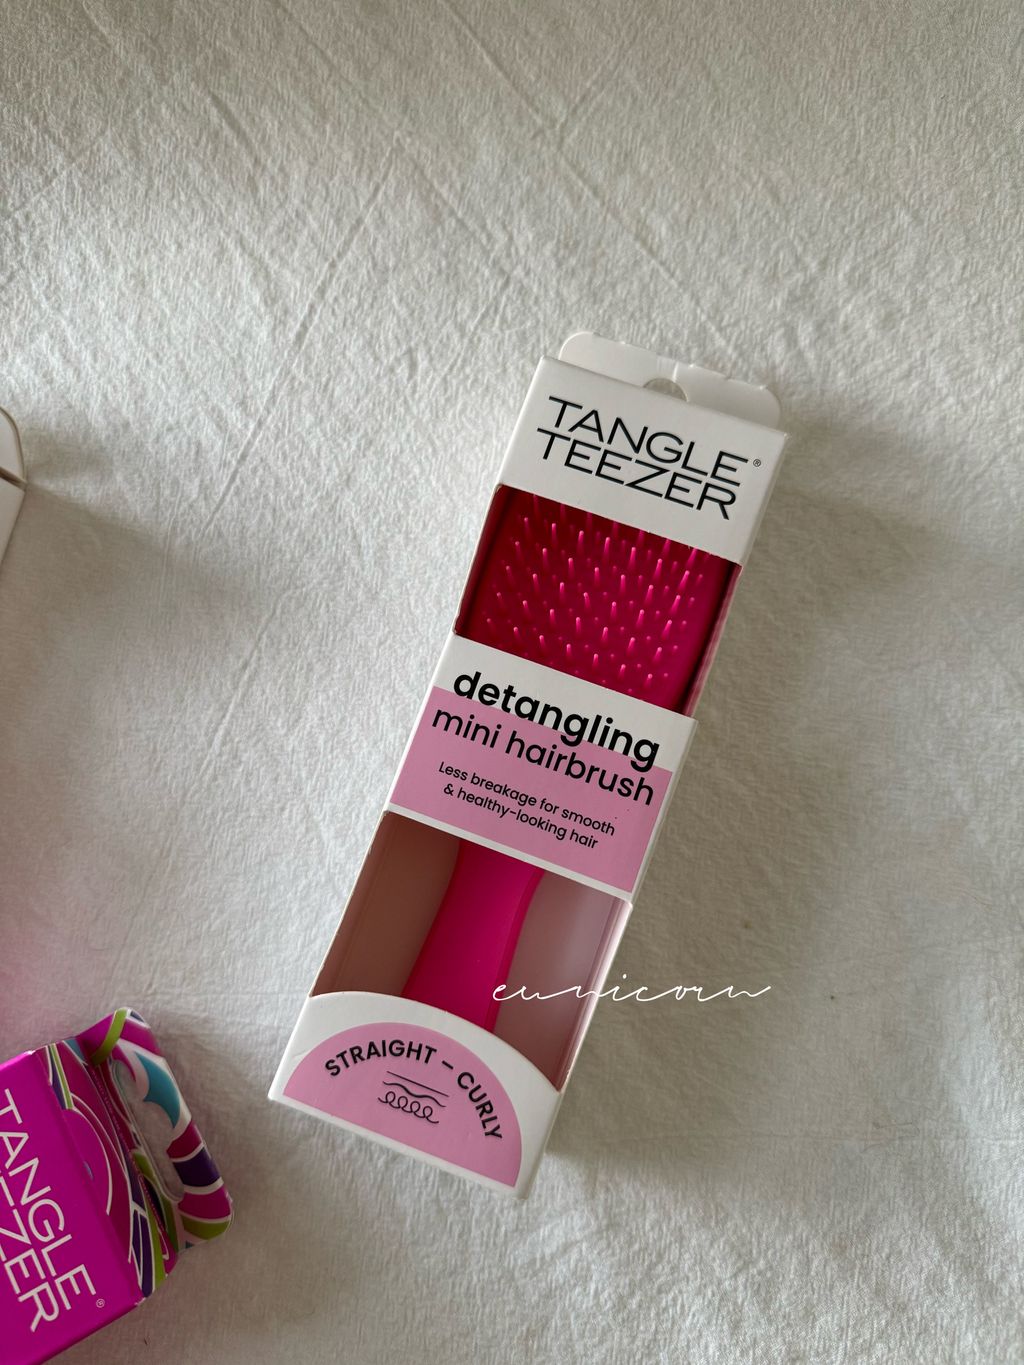 TANGLE
TEEZER®
detangling
mini hairbrush
Less breakage for smooth
& healthy-looking hair
eunicorn
STRAIGHT – CURLY
TANGLE
TEEZER®